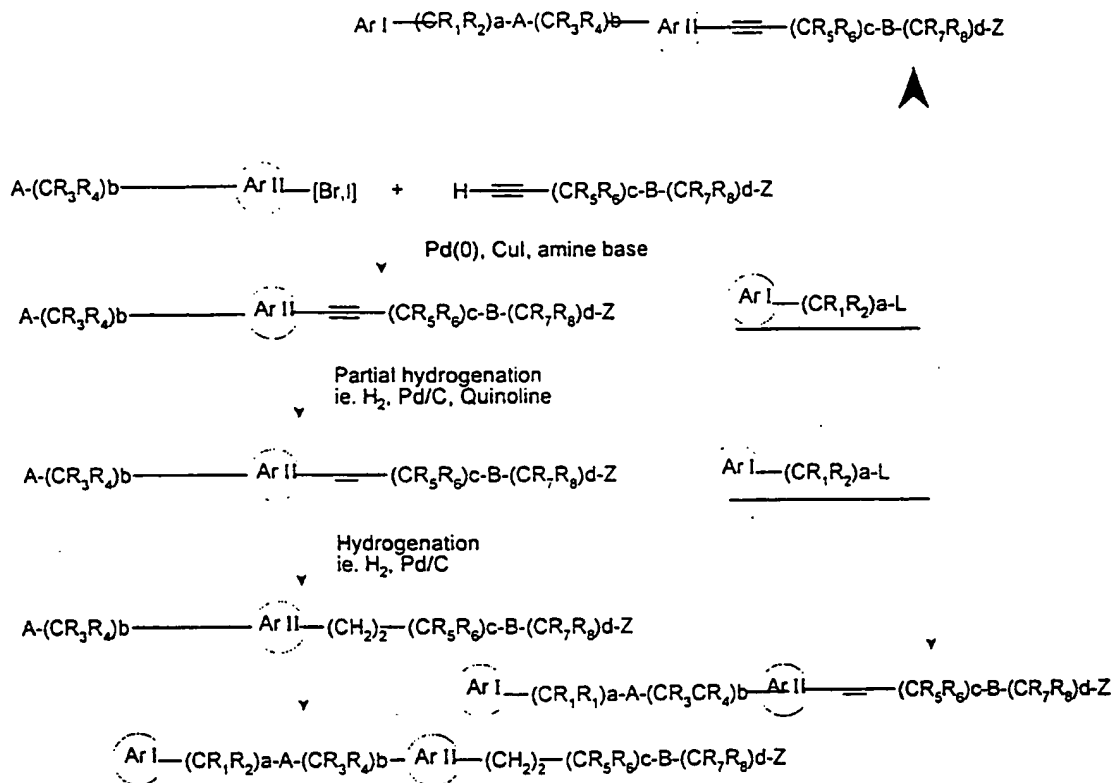 Ar I—(CR₁R₂)a-A-(CR₃R₄)b—Ar II—≡—(CR₅R₆)c-B-(CR₇R₈)d-Z
A-(CR₃R₄)b—Ar II—[Br,I] + H—≡—(CR₅R₆)c-B-(CR₇R₈)d-Z
Pd(0), CuI, amine base
A-(CR₃R₄)b—Ar II—≡—(CR₅R₆)c-B-(CR₇R₈)d-Z
Ar I—(CR₁R₂)a-L
Partial hydrogenation
ie. H₂, Pd/C, Quinoline
A-(CR₃R₄)b—Ar II—=—(CR₅R₆)c-B-(CR₇R₈)d-Z
Ar I—(CR₁R₂)a-L
Hydrogenation
ie. H₂, Pd/C
A-(CR₃R₄)b—Ar II—(CH₂)₂—(CR₅R₆)c-B-(CR₇R₈)d-Z
Ar I—(CR₁R₁)a-A-(CR₃CR₄)b—Ar II—=—(CR₅R₆)c-B-(CR₇R₈)d-Z
Ar I—(CR₁R₂)a-A-(CR₃R₄)b—Ar II—(CH₂)₂—(CR₅R₆)c-B-(CR₇R₈)d-Z